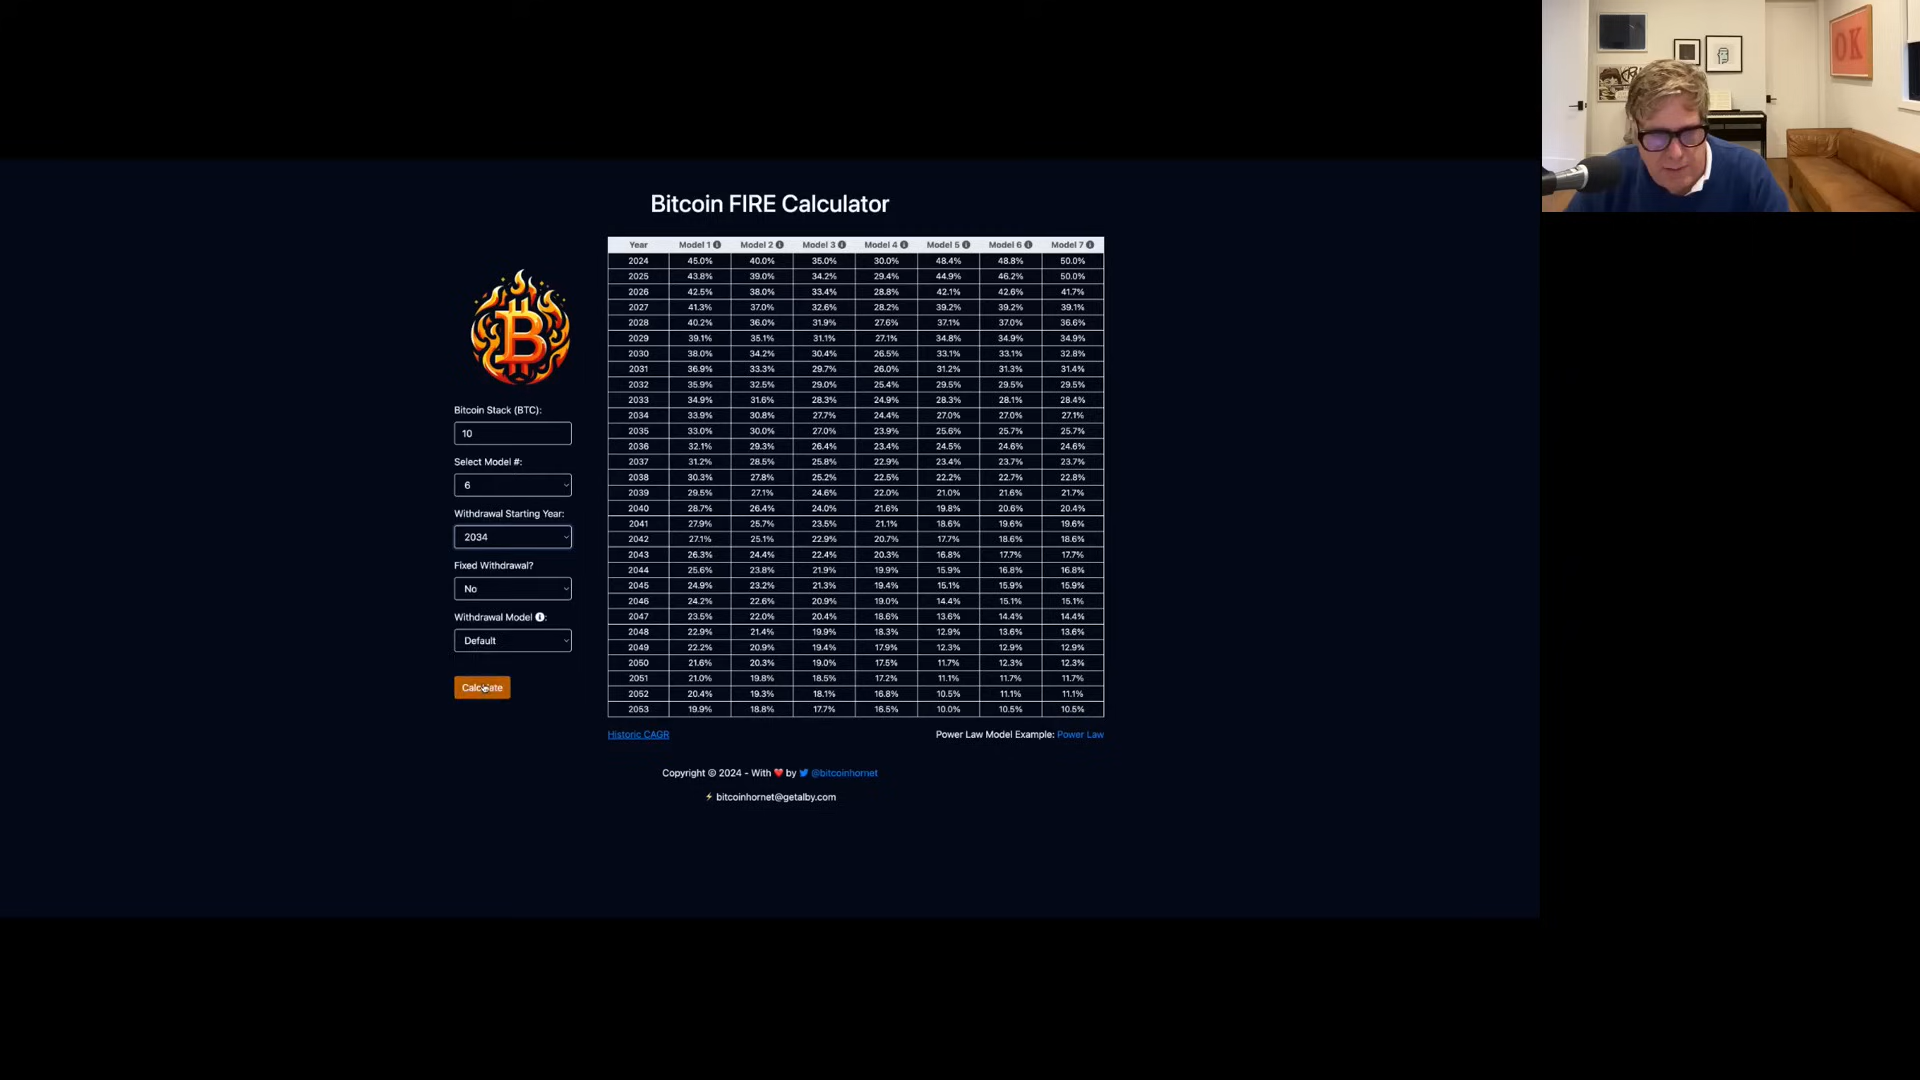 Bitcoin FIRE Calculator
Year Model 1 Model 2 Model 3 Model 4 Model 5 Model 6 Model 7
2024 45.0% 40.0% 35.0% 30.0% 48.4% 48.8% 50.0%
2025 43.8% 39.0% 34.2% 29.4% 44.9% 46.2% 50.0%
2026 42.5% 38.0% 33.4% 28.8% 42.1% 42.6% 41.7%
2027 41.3% 37.0% 32.6% 28.2% 39.2% 39.2% 39.1%
2028 40.2% 36.0% 31.9% 27.6% 37.1% 37.0% 36.6%
2029 39.1% 35.1% 31.1% 27.1% 34.8% 34.9% 34.9%
2030 38.0% 34.2% 30.4% 26.5% 33.1% 33.1% 32.8%
2031 36.9% 33.3% 29.7% 26.0% 31.2% 31.3% 31.4%
2032 35.9% 32.5% 29.0% 25.4% 29.5% 29.5% 29.5%
2033 34.9% 31.6% 28.3% 24.9% 28.3% 28.1% 28.4%
2034 33.9% 30.8% 27.7% 24.4% 27.0% 27.0% 27.1%
2035 33.0% 30.0% 27.0% 23.9% 25.6% 25.7% 25.7%
2036 32.1% 29.3% 26.4% 23.4% 24.5% 24.6% 24.6%
2037 31.2% 28.5% 25.8% 22.9% 23.4% 23.7% 23.7%
2038 30.3% 27.8% 25.2% 22.5% 22.2% 22.7% 22.8%
2039 29.5% 27.1% 24.6% 22.0% 21.0% 21.6% 21.7%
2040 28.7% 26.4% 24.0% 21.6% 19.8% 20.6% 20.4%
2041 27.9% 25.7% 23.5% 21.1% 18.6% 19.6% 19.6%
2042 27.1% 25.1% 22.9% 20.7% 17.7% 18.6% 18.6%
2043 26.3% 24.4% 22.4% 20.3% 16.8% 17.7% 17.7%
2044 25.6% 23.8% 21.9% 19.9% 15.9% 16.8% 16.8%
2045 24.9% 23.2% 21.3% 19.4% 15.1% 15.9% 15.9%
2046 24.2% 22.6% 20.9% 19.0% 14.4% 15.1% 15.1%
2047 23.5% 22.0% 20.4% 18.6% 13.6% 14.4% 14.4%
2048 22.9% 21.4% 19.9% 18.3% 12.9% 13.6% 13.6%
2049 22.2% 20.9% 19.4% 17.9% 12.3% 12.9% 12.9%
2050 21.6% 20.3% 19.0% 17.5% 11.7% 12.3% 12.3%
2051 21.0% 19.8% 18.5% 17.2% 11.1% 11.7% 11.7%
2052 20.4% 19.3% 18.1% 16.8% 10.5% 11.1% 11.1%
2053 19.9% 18.8% 17.7% 16.5% 10.0% 10.5% 10.5%
Bitcoin Stack (BTC):
10
Select Model #:
6
Withdrawal Starting Year:
2034
Fixed Withdrawal?
No
Withdrawal Model :
Default
Calculate
Historic CAGR
Power Law Model Example: Power Law
Copyright © 2024 - With ❤ by @bitcoinhornet
⚡ bitcoinhornet@getalby.com
OK